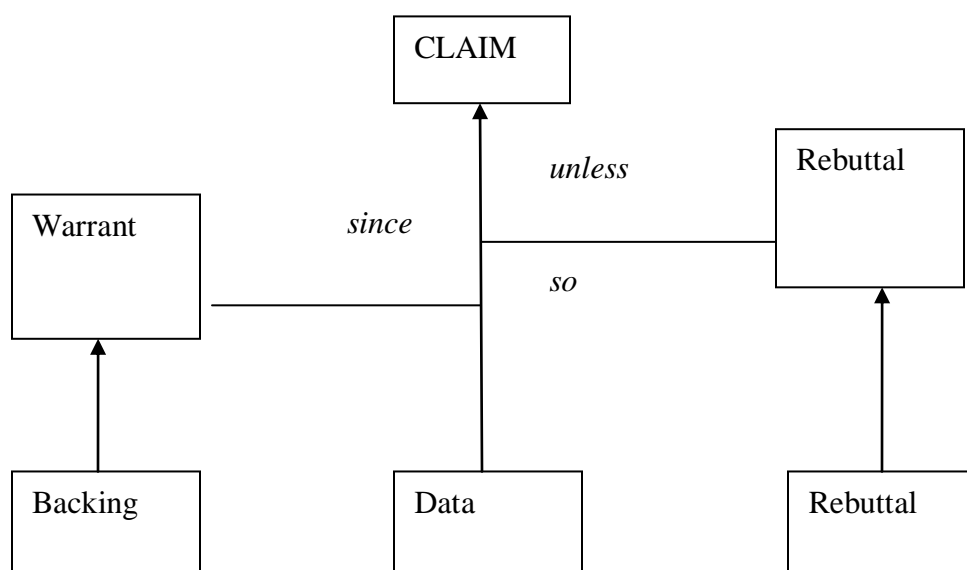 CLAIM
unless
Rebuttal
Warrant
since
so
Backing
Data
Rebuttal